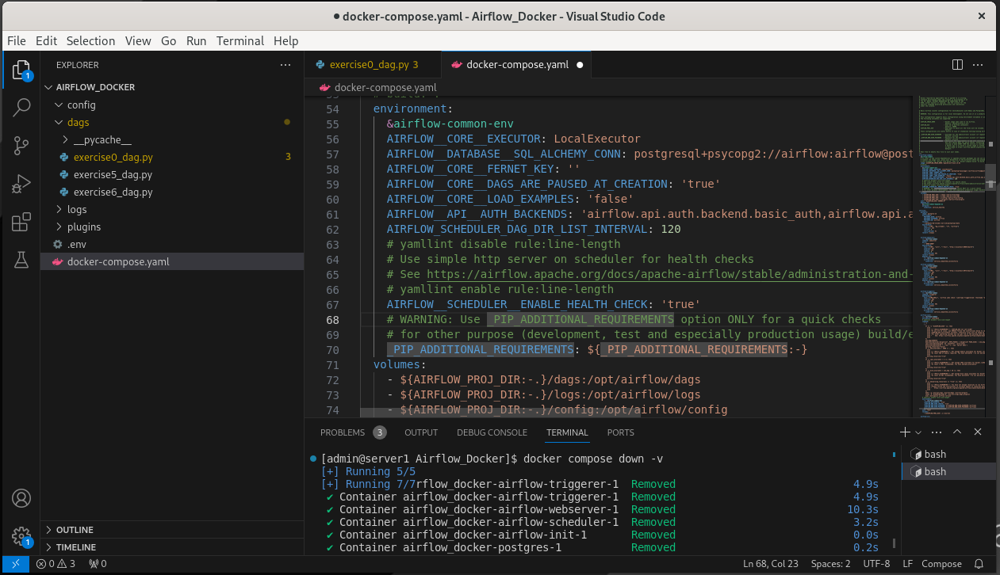 ● docker-compose.yaml - Airflow_Docker - Visual Studio Code
File Edit Selection View Go Run Terminal Help
EXPLORER
AIRFLOW_DOCKER
config
dags
__pycache__
exercise0_dag.py 3
exercise5_dag.py
exercise6_dag.py
logs
plugins
.env
docker-compose.yaml
OUTLINE
TIMELINE
1
1
exercise0_dag.py 3 docker-compose.yaml ●
docker-compose.yaml
54 environment:
55 &airflow-common-env
56 AIRFLOW__CORE__EXECUTOR: LocalExecutor
57 AIRFLOW__DATABASE__SQL_ALCHEMY_CONN: postgresql+psycopg2://airflow:airflow@post
58 AIRFLOW__CORE__FERNET_KEY: ''
59 AIRFLOW__CORE__DAGS_ARE_PAUSED_AT_CREATION: 'true'
60 AIRFLOW__CORE__LOAD_EXAMPLES: 'false'
61 AIRFLOW__API__AUTH_BACKENDS: 'airflow.api.auth.backend.basic_auth,airflow.api.a
62 AIRFLOW_SCHEDULER_DAG_DIR_LIST_INTERVAL: 120
63 # yamllint disable rule:line-length
64 # Use simple http server on scheduler for health checks
65 # See https://airflow.apache.org/docs/apache-airflow/stable/administration-and-
66 # yamllint enable rule:line-length
67 AIRFLOW__SCHEDULER__ENABLE_HEALTH_CHECK: 'true'
68 # WARNING: Use _PIP_ADDITIONAL_REQUIREMENTS option ONLY for a quick checks
69 # for other purpose (development, test and especially production usage) build/e
70 _PIP_ADDITIONAL_REQUIREMENTS: ${_PIP_ADDITIONAL_REQUIREMENTS:-}
71 volumes:
72 - ${AIRFLOW_PROJ_DIR:-.}/dags:/opt/airflow/dags
73 - ${AIRFLOW_PROJ_DIR:-.}/logs:/opt/airflow/logs
74 - ${AIRFLOW_PROJ_DIR:-.}/config:/opt/airflow/config
PROBLEMS 3 OUTPUT DEBUG CONSOLE TERMINAL PORTS
[admin@server1 Airflow_Docker]$ docker compose down -v
[+] Running 5/5
[+] Running 7/7rflow_docker-airflow-triggerer-1 Removed 4.9s
✔ Container airflow_docker-airflow-triggerer-1 Removed 4.9s
✔ Container airflow_docker-airflow-webserver-1 Removed 10.3s
✔ Container airflow_docker-airflow-scheduler-1 Removed 3.2s
✔ Container airflow_docker-airflow-init-1 Removed 0.0s
✔ Container airflow_docker-postgres-1 Removed 0.2s
bash
bash
0 3 0 Ln 68, Col 23 Spaces: 2 UTF-8 LF Compose